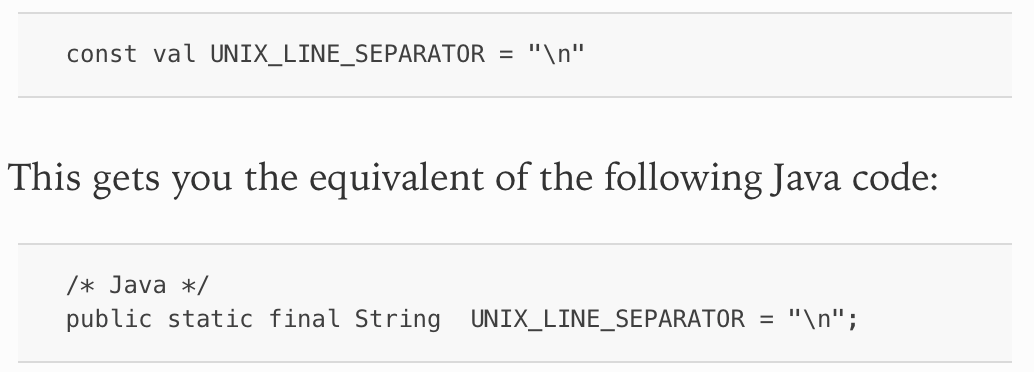 const val UNIX_LINE_SEPARATOR = "\n"
This gets you the equivalent of the following Java code:
/* Java */
public static final String  UNIX_LINE_SEPARATOR = "\n";